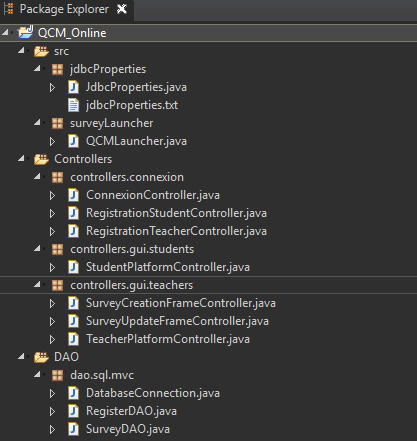 Package Explorer
QCM_Online
src
jdbcProperties
JdbcProperties.java
jdbcProperties.txt
surveyLauncher
QCMLauncher.java
Controllers
controllers.connexion
ConnexionController.java
RegistrationStudentController.java
RegistrationTeacherController.java
controllers.gui.students
StudentPlatformController.java
controllers.gui.teachers
SurveyCreationFrameController.java
SurveyUpdateFrameController.java
TeacherPlatformController.java
DAO
dao.sql.mvc
DatabaseConnection.java
RegisterDAO.java
SurveyDAO.java